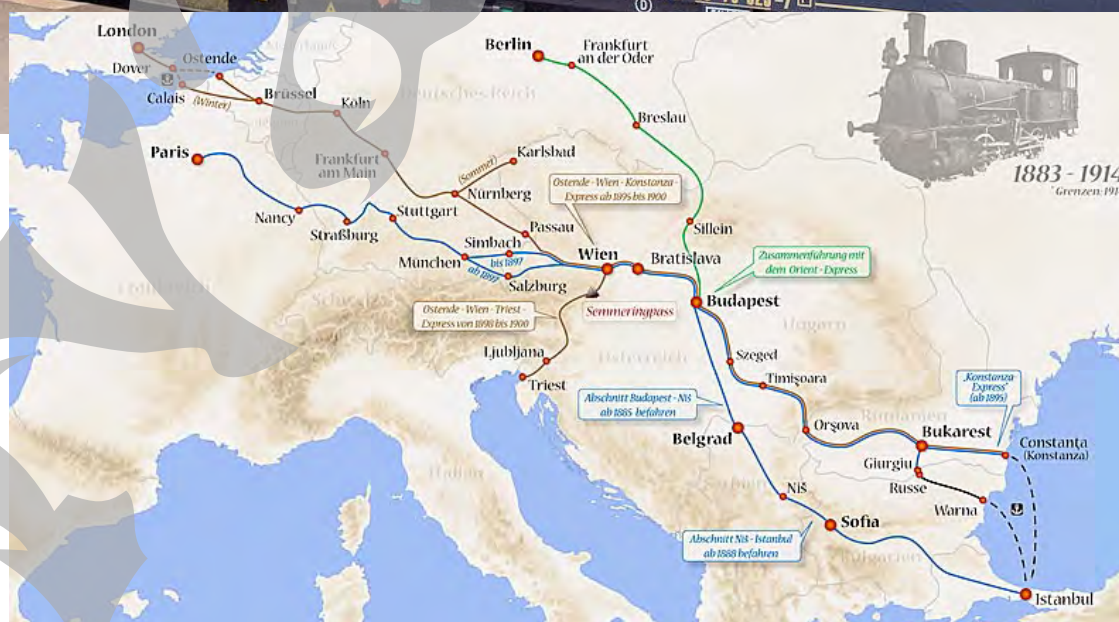 London
Dover
Ostende
Calais
(Winter)
Brüssel
Köln
Deutsches Reich
Berlin
Frankfurt
an der Oder
Breslau
1883 - 1914
Paris
Frankfurt
am Main
Karlsbad
(Sommer)
Nürnberg
Ostende - Wien - Konstanza -
Express ab 1895 bis 1900
Nancy
Straßburg
Stuttgart
Passau
Sillein
Simbach
bis 1897
München
ab 1897
Salzburg
Wien
Bratislava
Zusammenführung mit
dem Orient - Express
Budapest
Ostende - Wien - Triest -
Express von 1898 bis 1900
Semmeringpass
Ungarn
Österreich
Ljubljana
Triest
Szeged
Timişoara
Abschnitt Budapest - Niš
ab 1885 befahren
„Konstanza
Express"
(ab 1895)
Rumänien
Belgrad
Orşova
Bukarest
Constanţa
(Konstanza)
Giurgiu
Russe
Warna
Italien
Serbien
Niš
Sofia
Abschnitt Niš - Istanbul
ab 1888 befahren
Bulgarien
Istanbul